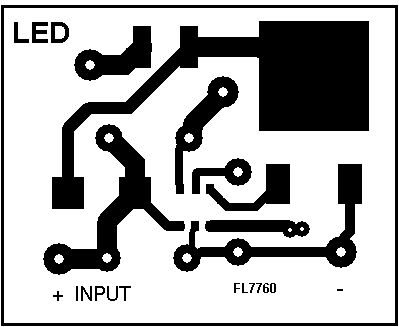 LED
+ INPUT
FL7760
-